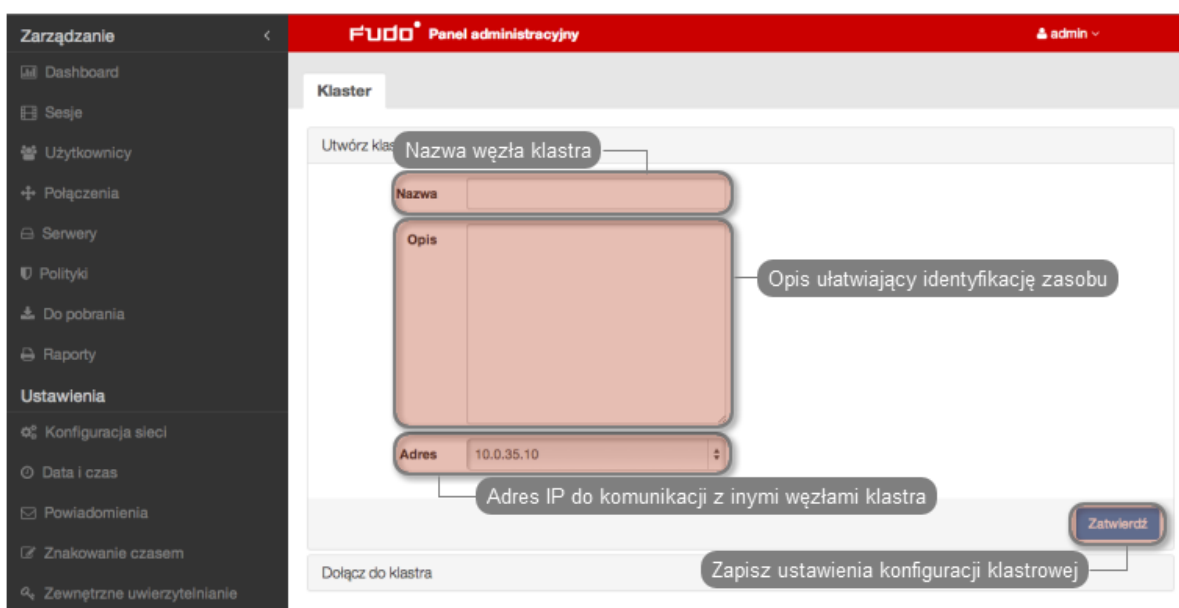 Zarządzanie
FUDO Panel administracyjny
admin
Dashboard
Sesje
Użytkownicy
Połączenia
Serwery
Polityki
Do pobrania
Raporty
Ustawienia
Konfiguracja sieci
Data i czas
Powiadomienia
Znakowanie czasem
Zewnętrzne uwierzytelnianie
Klaster
Utwórz
Nazwa węzła klastra
Nazwa
Opis
Opis ułatwiający identyfikację zasobu
Adres 10.0.35.10
Adres IP do komunikacji z inymi węzłami klastra
Zatwierdź
Zapisz ustawienia konfiguracji klastrowej
Dołącz do klastra